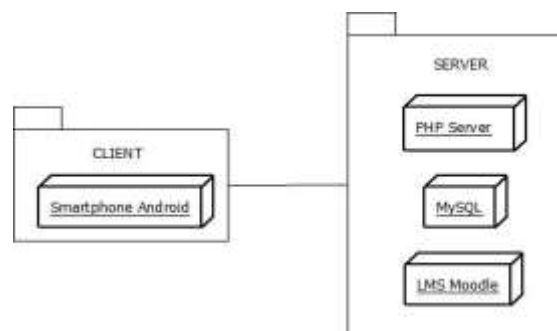 SERVER
PHP Server
CLIENT
Smartphone Android
MySQL
LMS Moodle